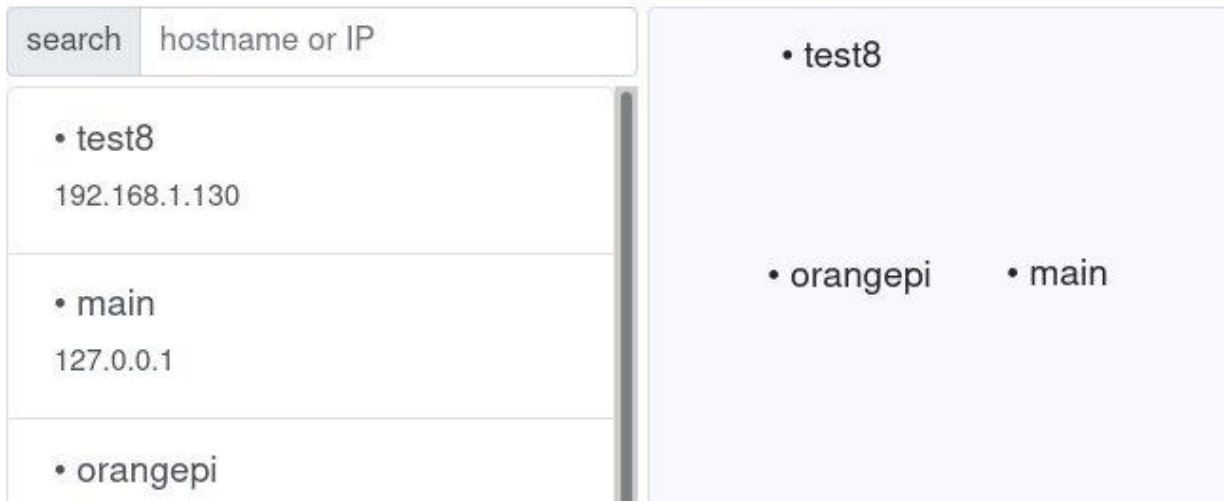 search hostname or IP
• test8
192.168.1.130
• main
127.0.0.1
• orangepi
• test8
• orangepi • main